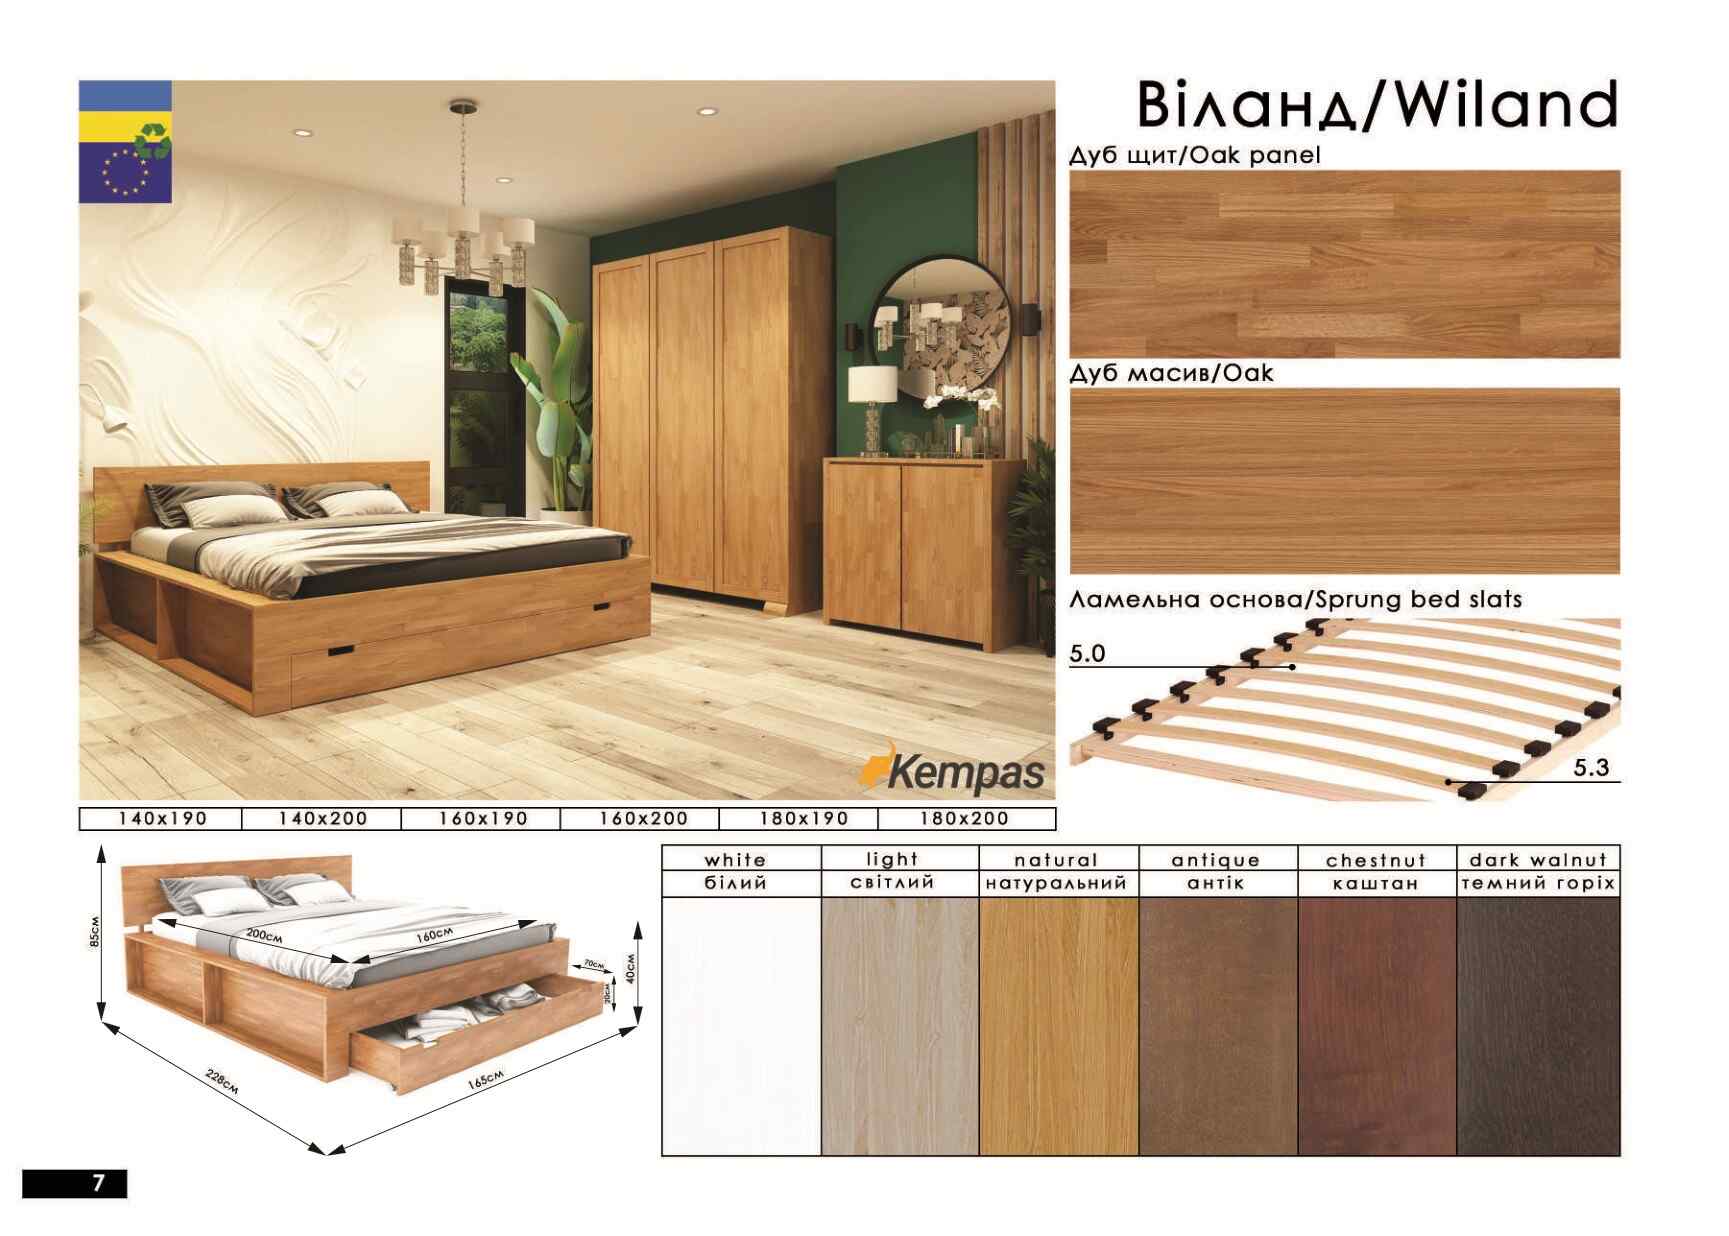 Віланд/Wiland
Дуб щит/Oak panel
Дуб масив/Oak
Ламельна основа/Sprung bed slats
5.0
5.3
Kempas
140x190 140x200 160x190 160x200 180x190 180x200
85см
200см
160см
70см
20см
40см
228см
165см
white light natural antique chestnut dark walnut
білий світлий натуральний антік каштан темний горіх
7